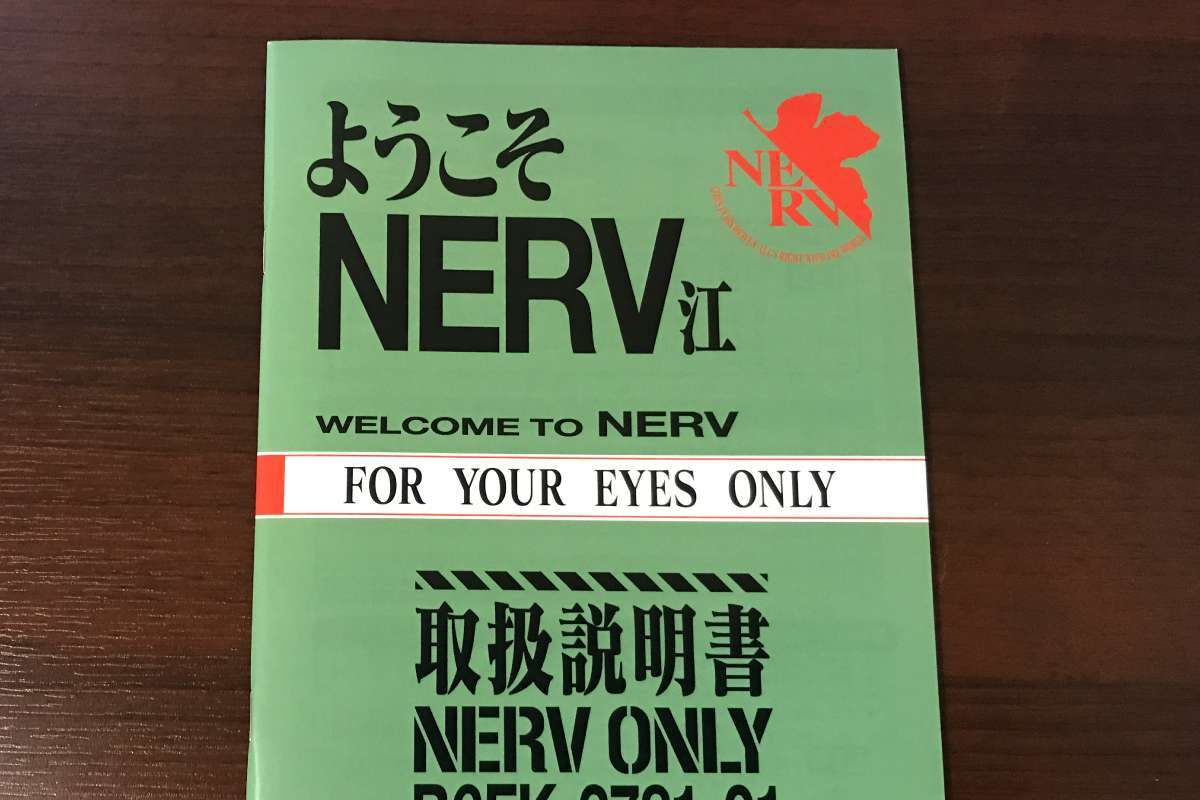 ようこそ
NERV江
NERV
WELCOME TO NERV
FOR YOUR EYES ONLY
取扱説明書
NERV ONLY